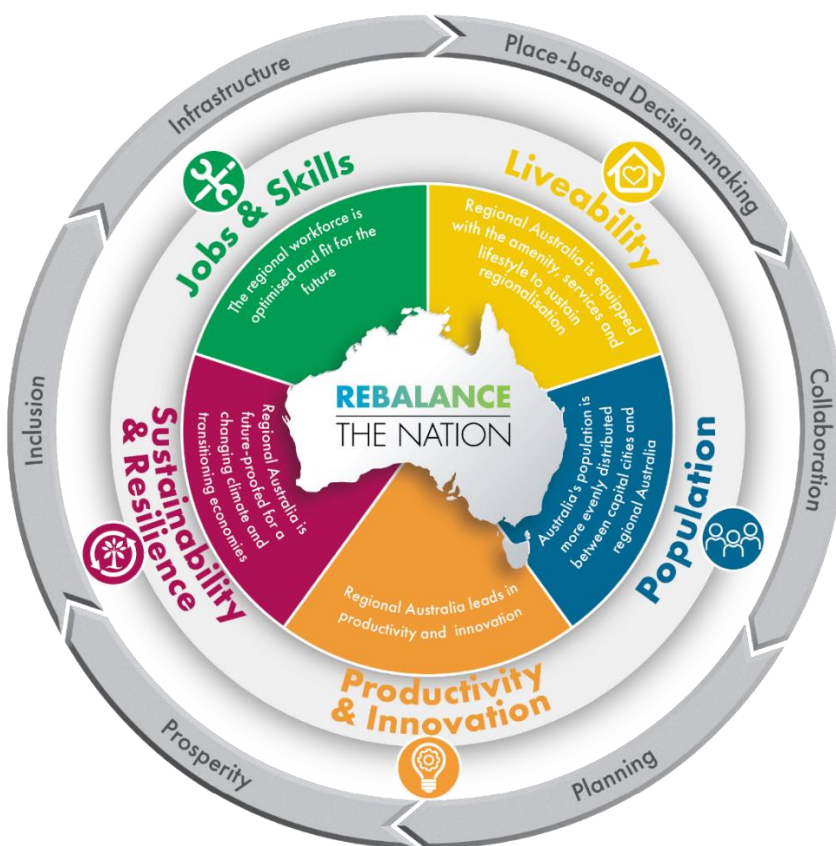 Infrastructure
Place-based Decision-making
Collaboration
Planning
Prosperity
Inclusion
Jobs & Skills
The regional workforce is
optimised and fit for the
future
Liveability
Regional Australia is equipped
with the amenity, services and
lifestyle to sustain
regionalisation
Population
Australia's population is
more evenly distributed
between capital cities and
regional Australia
Productivity
& Innovation
Regional Australia leads in
productivity and innovation
Sustainability
& Resilience
Regional Australia is
future-proofed for a
changing climate and
transitioning economies
REBALANCE
THE NATION